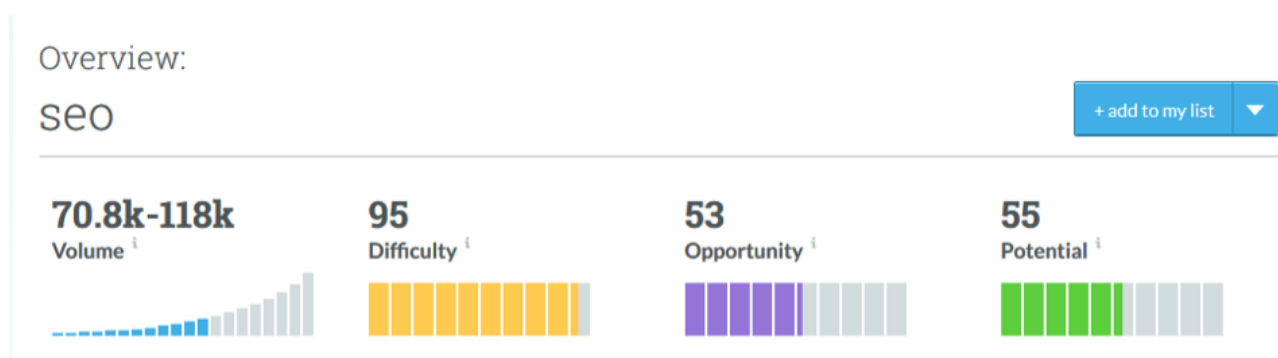 Overview:
seo
+ add to my list
70.8k-118k
Volume i
95
Difficulty i
53
Opportunity i
55
Potential i